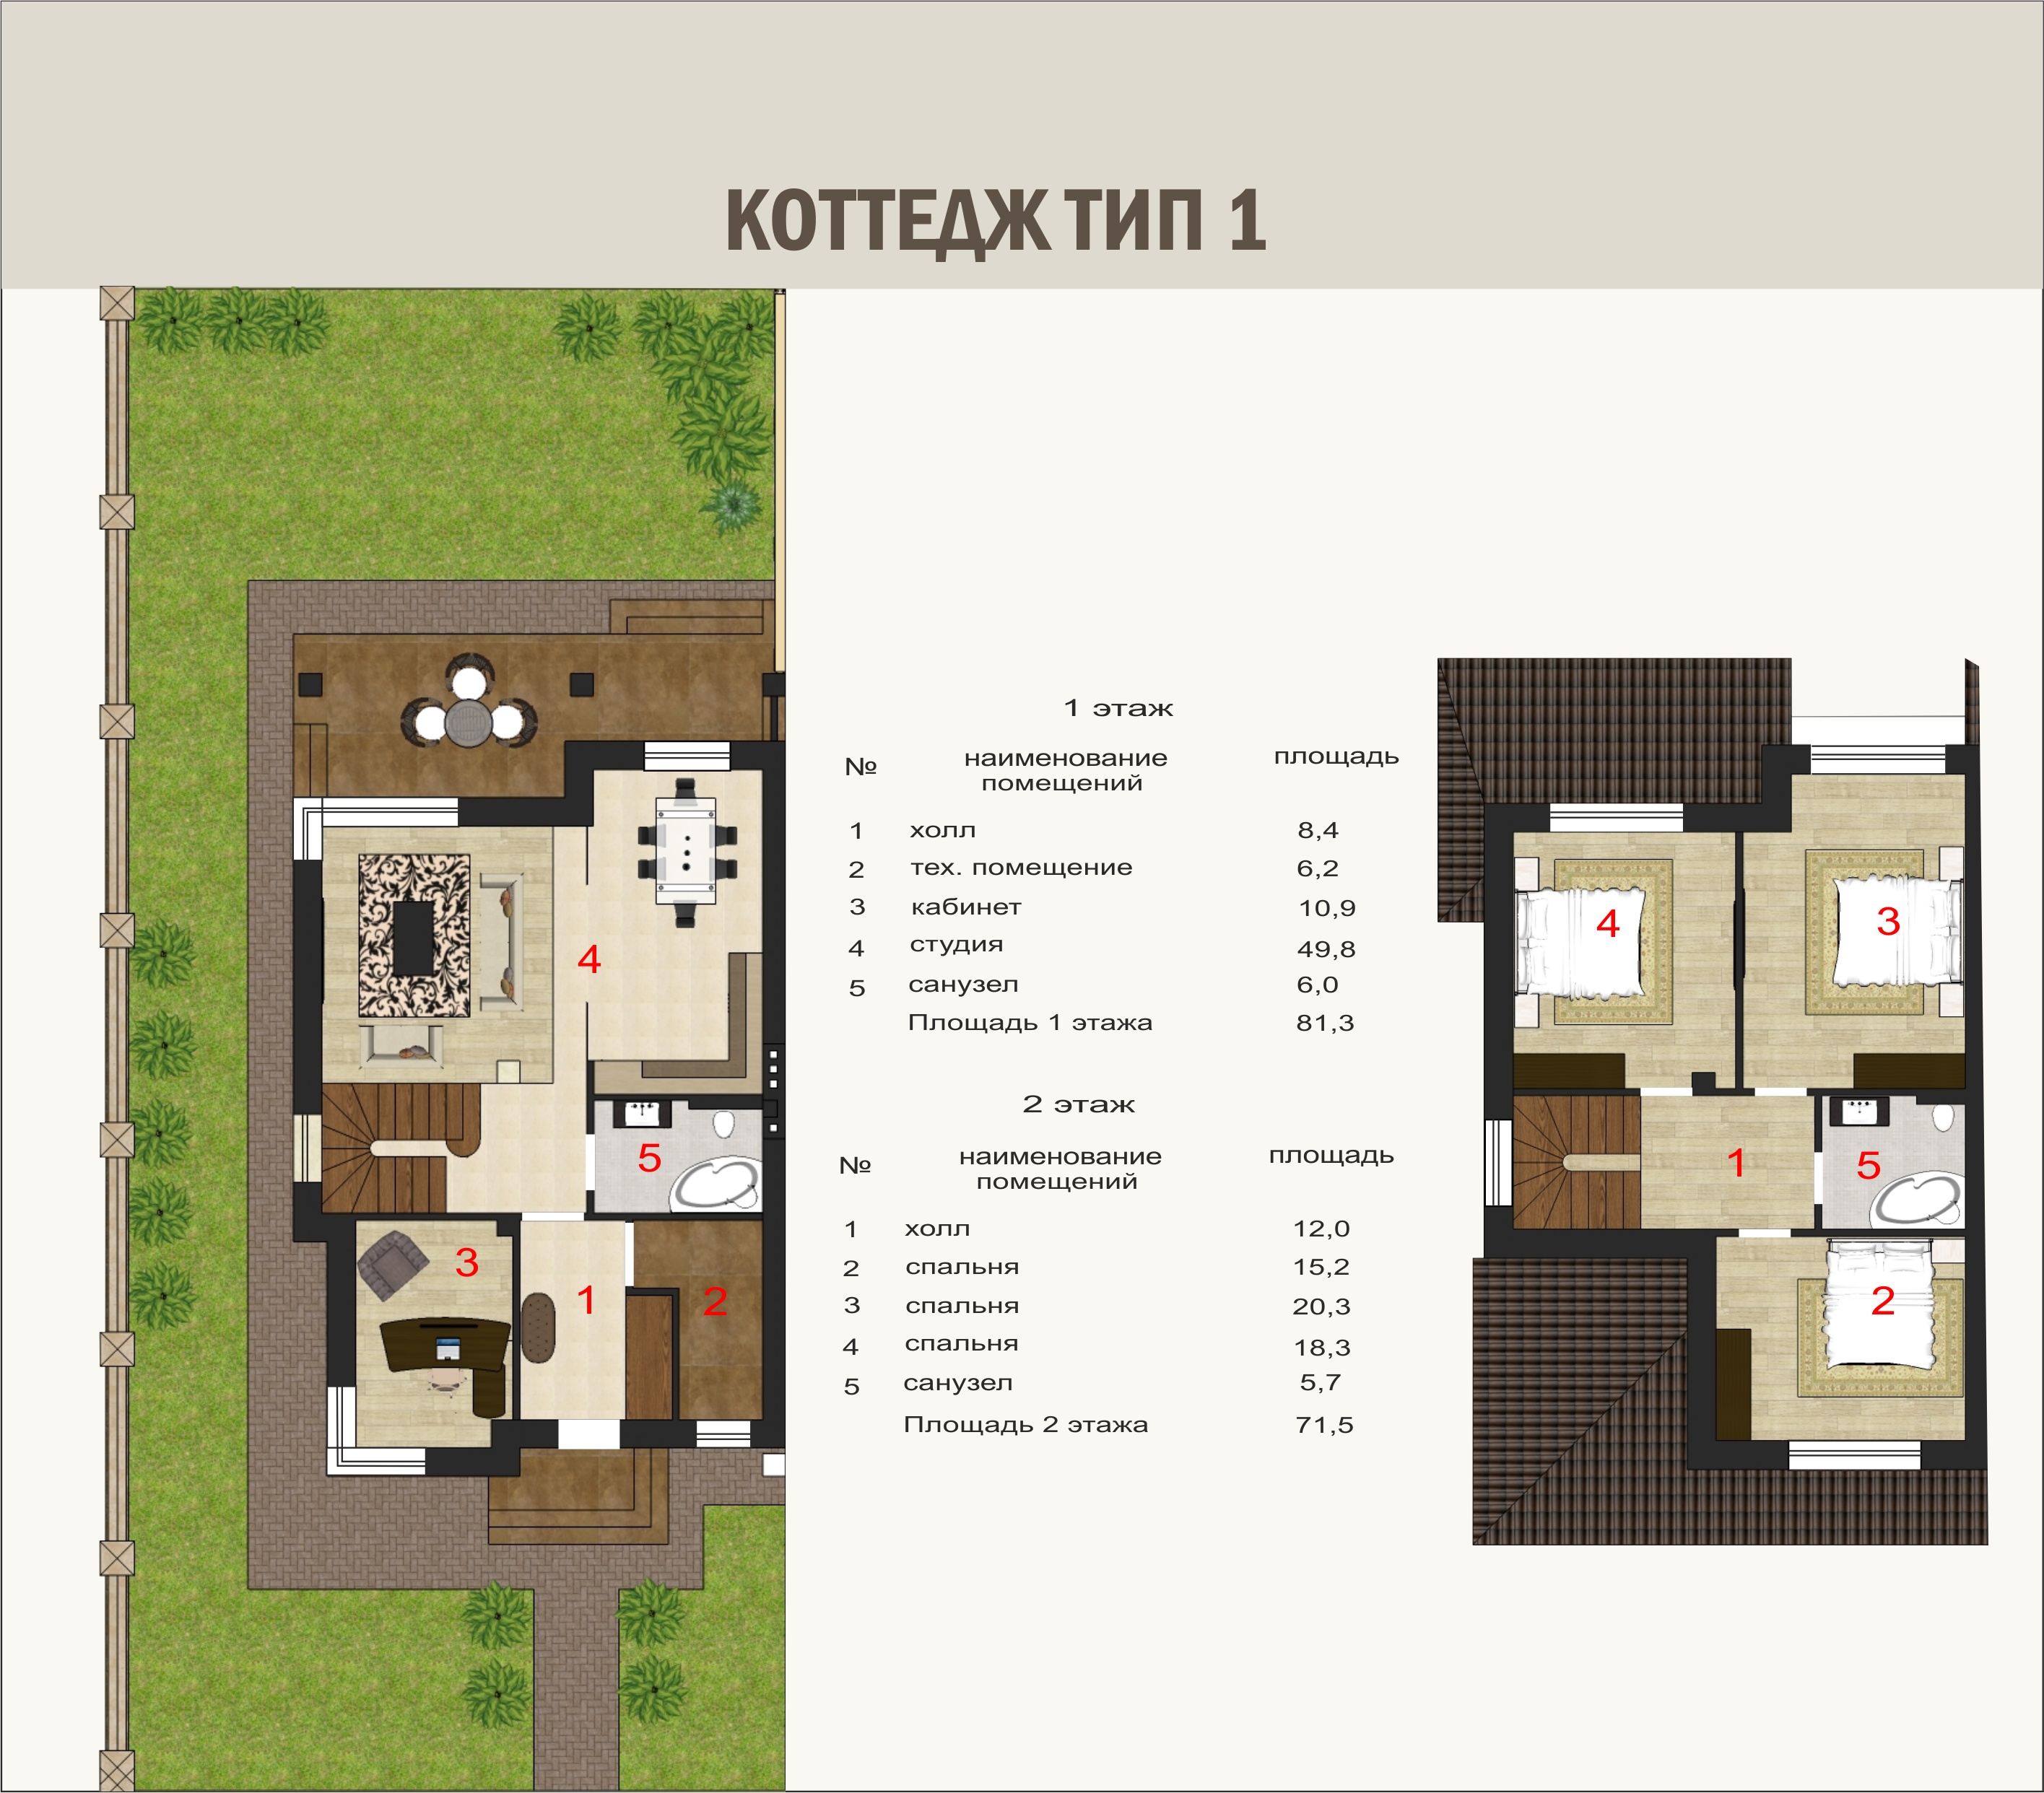 КОТТЕДЖ ТИП 1
1 этаж
№ наименование площадь
помещений
1 холл 8,4
2 тех. помещение 6,2
3 кабинет 10,9
4 студия 49,8
5 санузел 6,0
Площадь 1 этажа 81,3
2 этаж
№ наименование площадь
помещений
1 холл 12,0
2 спальня 15,2
3 спальня 20,3
4 спальня 18,3
5 санузел 5,7
Площадь 2 этажа 71,5
4
5
3
1
2
4
3
1
5
2